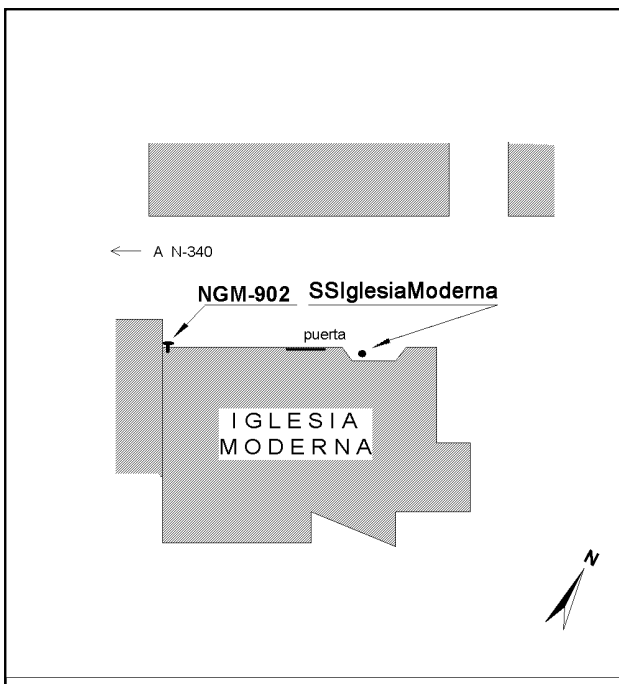 A N-340
NGM-902 SSIglesiaModerna
puerta
IGLESIA
MODERNA
N